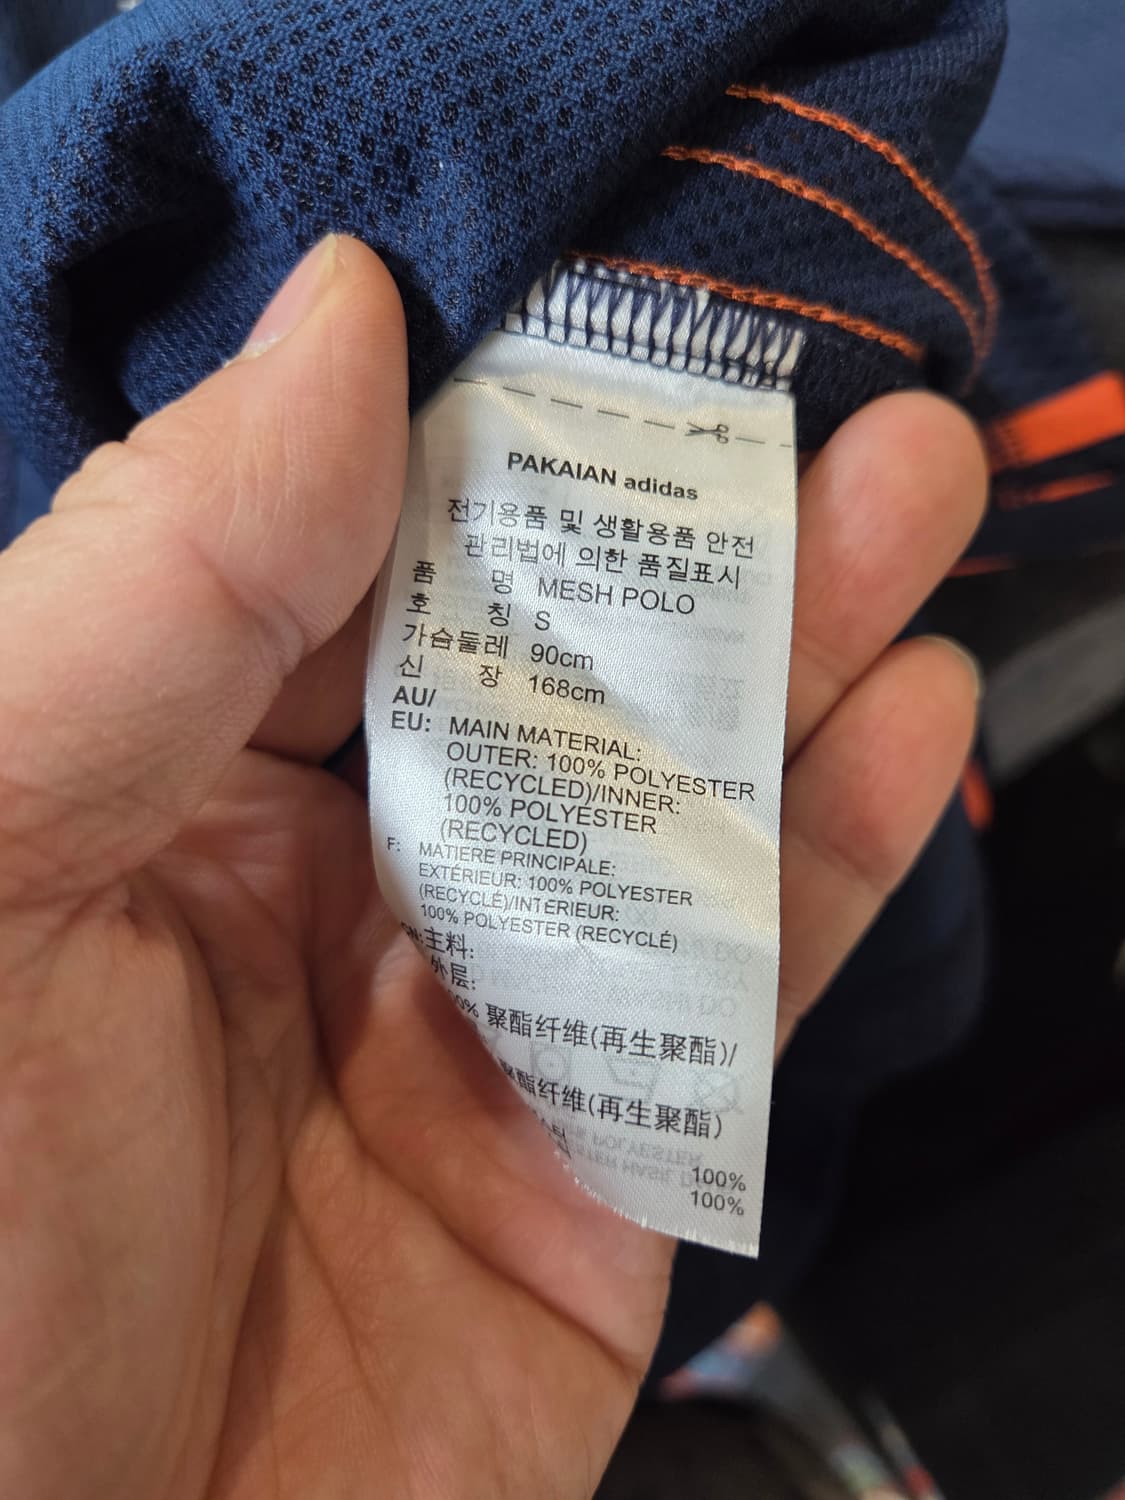 PAKAIAN adidas
전기용품 및 생활용품 안전
관리법에 의한 품질표시
품 명 MESH POLO
호 칭 S
가슴둘레 90cm
신 장 168cm
AU/
EU: MAIN MATERIAL:
OUTER: 100% POLYESTER
(RECYCLED)/INNER:
100% POLYESTER
(RECYCLED)
F: MATIERE PRINCIPALE:
EXTÉRIEUR: 100% POLYESTER
(RECYCLÉ)/INTERIEUR:
100% POLYESTER (RECYCLÉ)
CN:主料:
外层:
聚酯纤维(再生聚酯)/
聚酯纤维(再生聚酯)
100%
100%